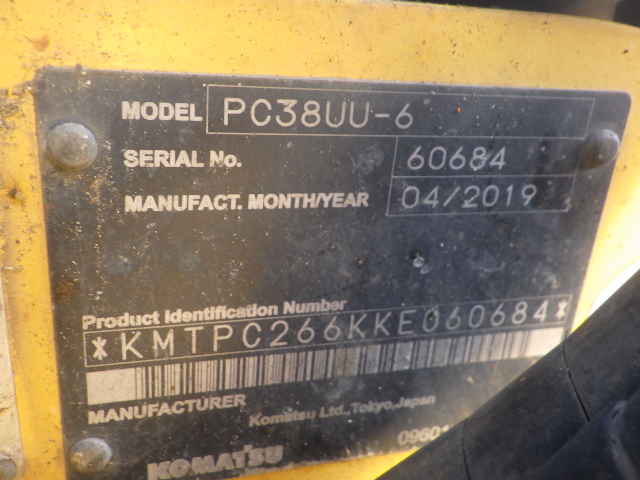 MODEL PC38UU-6
SERIAL No. 60684
MANUFACT. MONTH/YEAR 04/2019
Product Identification Number
*KMTPC266KKE060684*
MANUFACTURER Komatsu Ltd.,Tokyo,Japan
KOMATSU